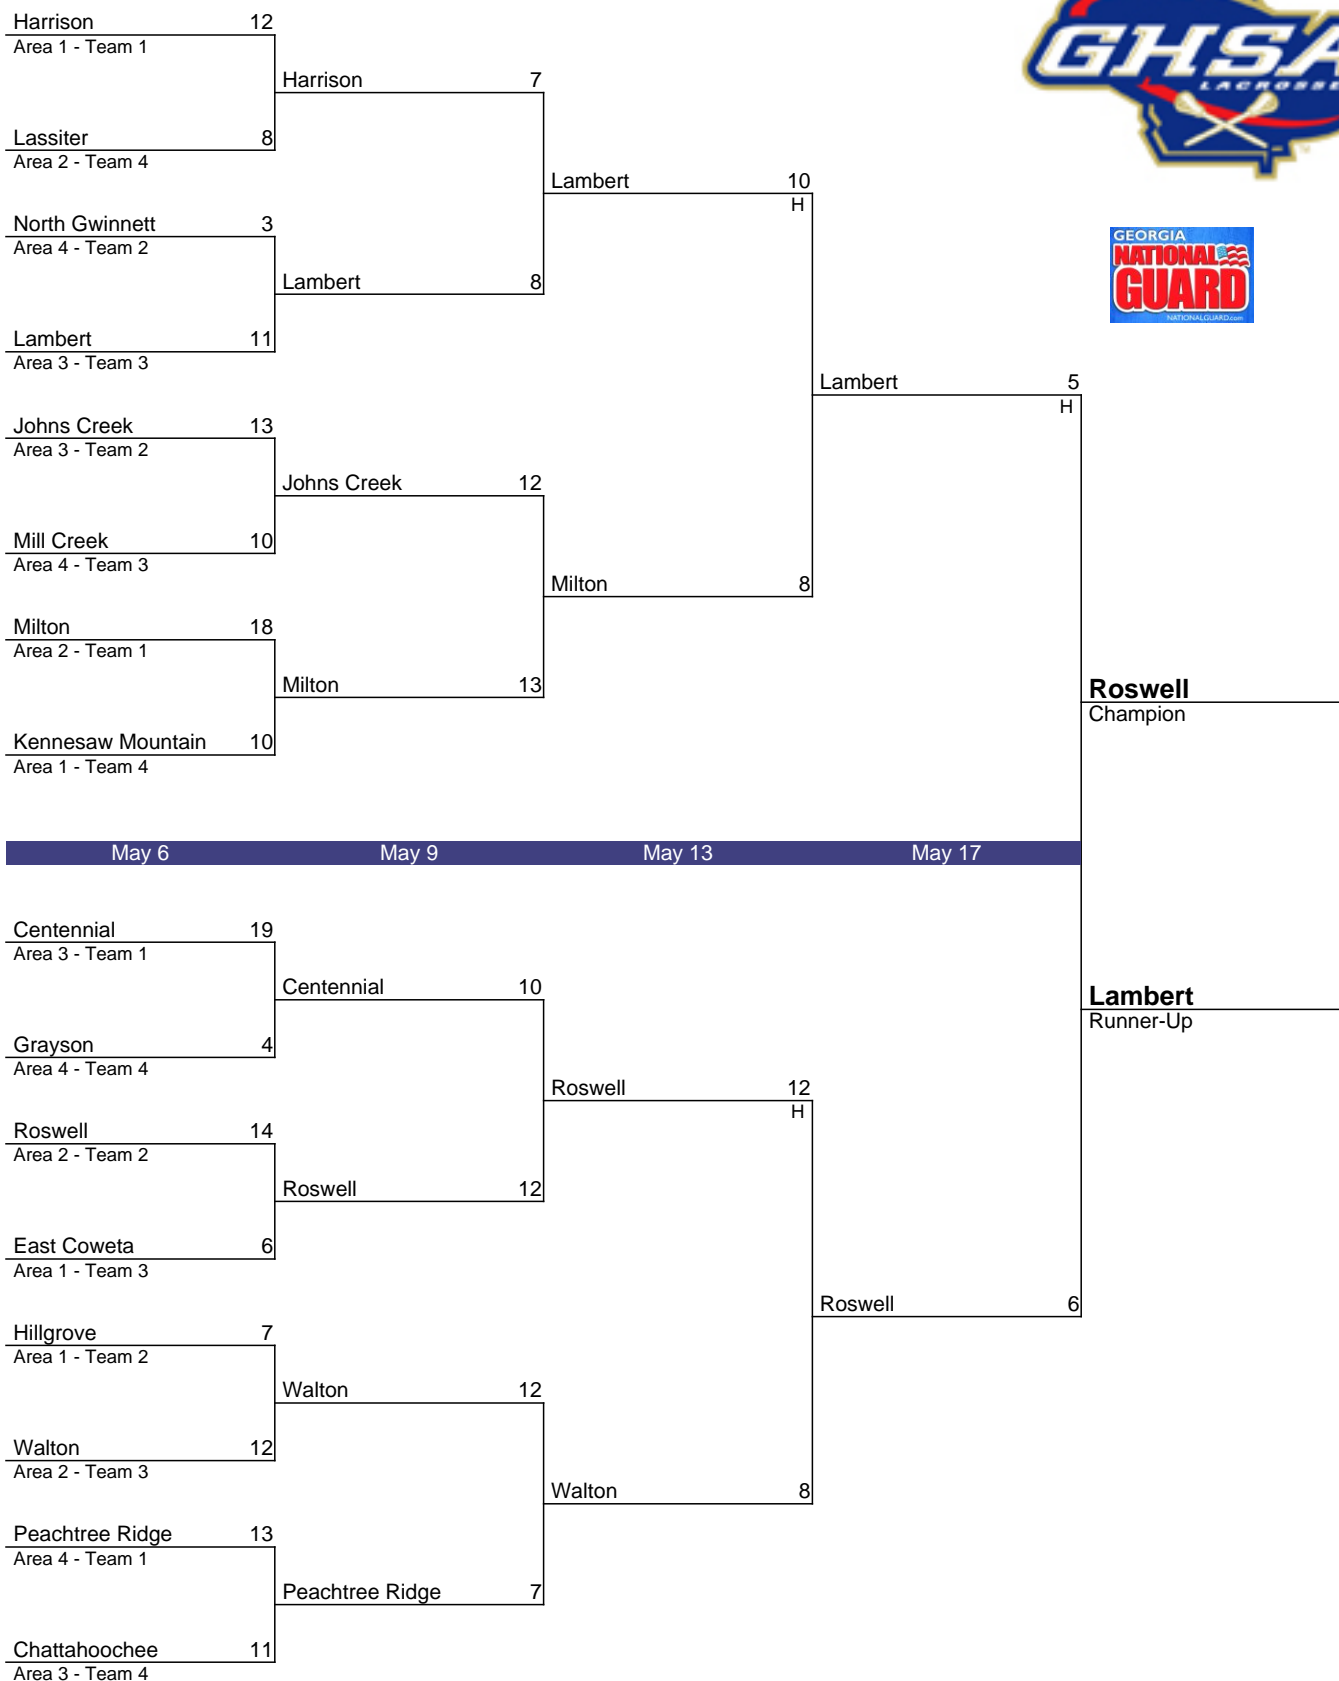 Harrison 12
Area 1 - Team 1
Harrison 7
Lassiter 8
Area 2 - Team 4
Lambert 10
H
North Gwinnett 3
Area 4 - Team 2
Lambert 8
Lambert 11
Area 3 - Team 3
Lambert 5
H
Johns Creek 13
Area 3 - Team 2
Johns Creek 12
Mill Creek 10
Area 4 - Team 3
Milton 8
Milton 18
Area 2 - Team 1
Milton 13
Kennesaw Mountain 10
Area 1 - Team 4
Roswell
Champion
May 6 May 9 May 13 May 17
Centennial 19
Area 3 - Team 1
Centennial 10
Grayson 4
Area 4 - Team 4
Lambert
Runner-Up
Roswell 12
H
Roswell 14
Area 2 - Team 2
Roswell 12
East Coweta 6
Area 1 - Team 3
Roswell 6
Hillgrove 7
Area 1 - Team 2
Walton 12
Walton 12
Area 2 - Team 3
Walton 8
Peachtree Ridge 13
Area 4 - Team 1
Peachtree Ridge 7
Chattahoochee 11
Area 3 - Team 4
GHSA
LACROSSE
GEORGIA
NATIONAL
GUARD
NATIONALGUARD.com